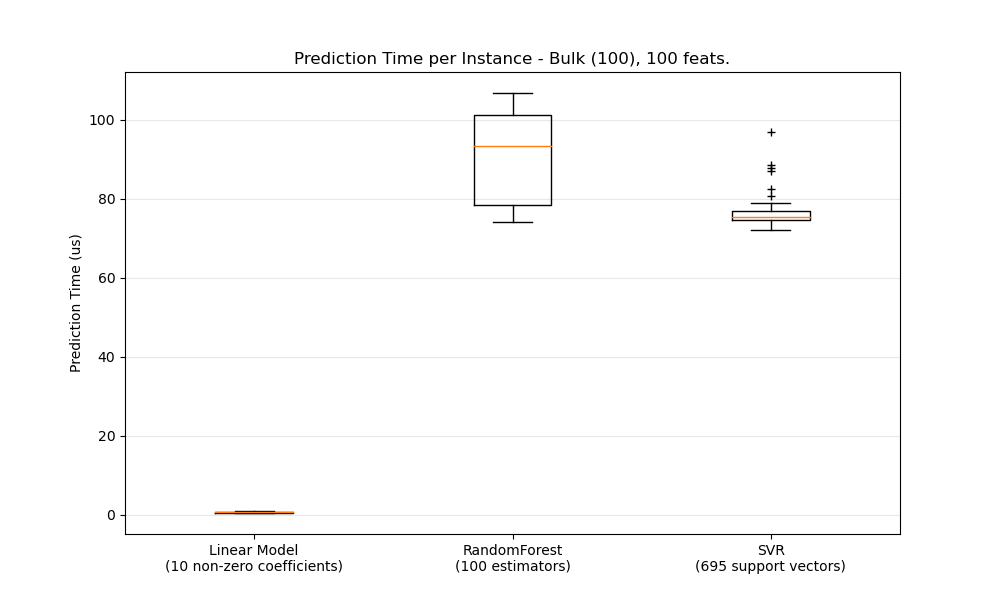 Prediction Time per Instance - Bulk (100), 100 feats.
Prediction Time (us)
100
80
60
40
20
0
Linear Model
(10 non-zero coefficients)
RandomForest
(100 estimators)
SVR
(695 support vectors)